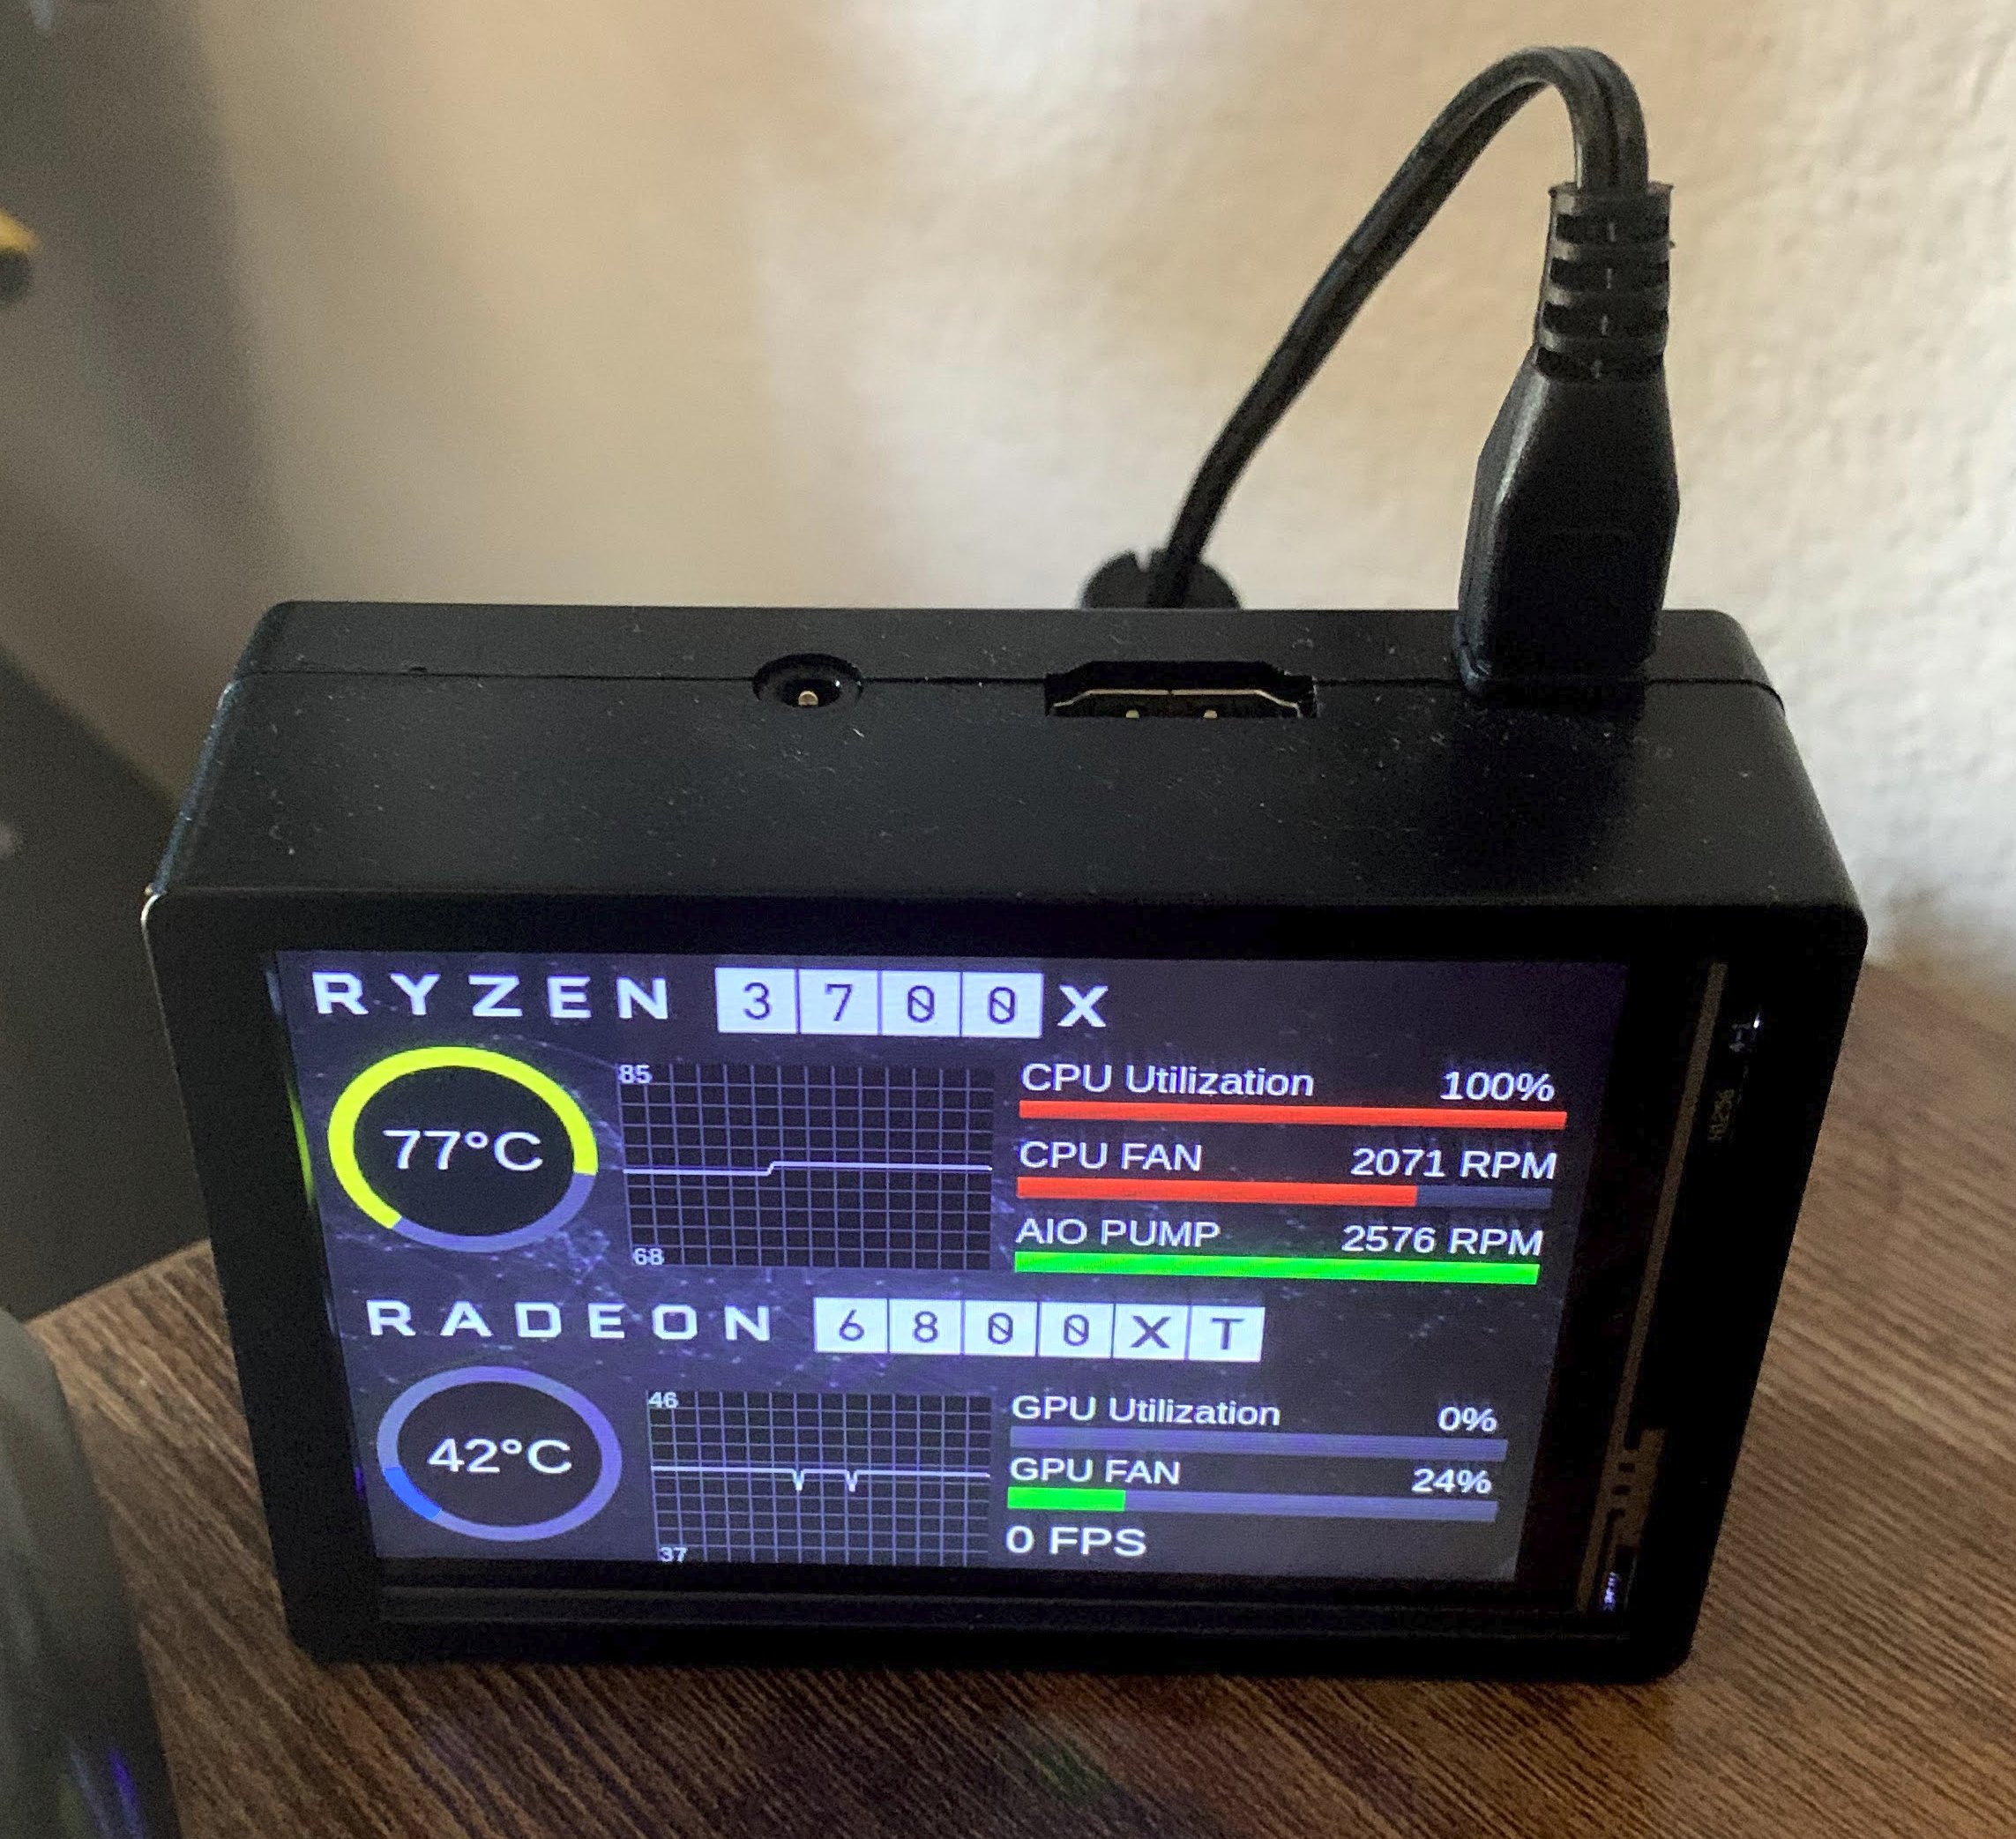 RYZEN 3700X
77°C
85
68
CPU Utilization 100%
CPU FAN 2071 RPM
AIO PUMP 2576 RPM
RADEON 6800XT
42°C
46
37
GPU Utilization 0%
GPU FAN 24%
0 FPS